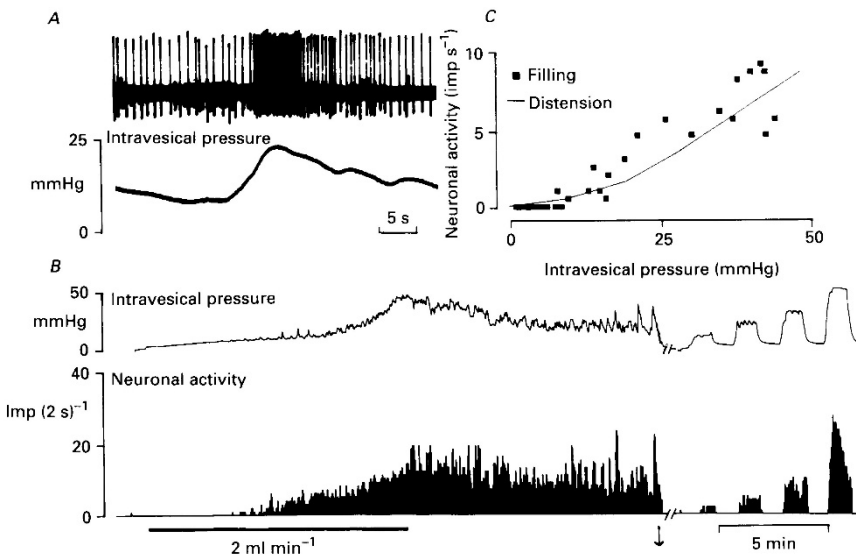 A
Intravesical pressure
25
mmHg
0
5 s
C
Neuronal activity (imp s⁻¹)
10
5
0
Filling
Distension
0
25
50
Intravesical pressure (mmHg)
B
50
Intravesical pressure
mmHg
0
40
Neuronal activity
Imp (2 s)⁻¹
20
0
2 ml min⁻¹
5 min